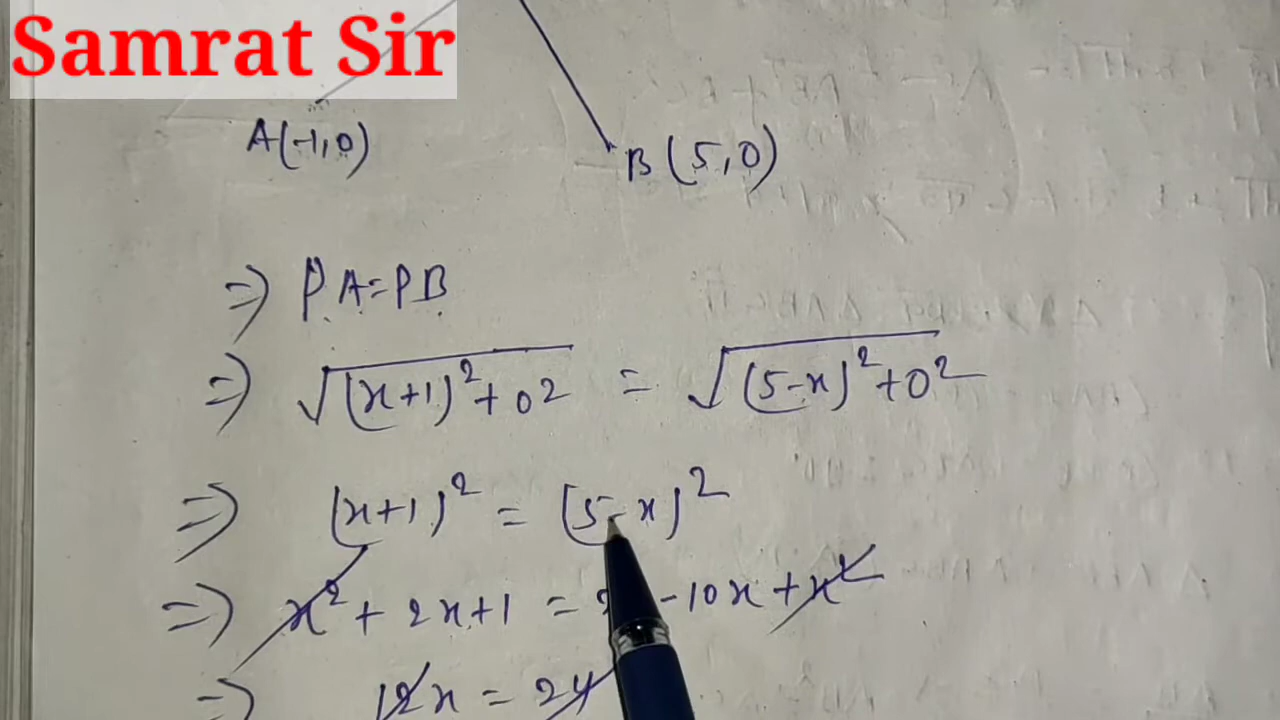 Samrat Sir
A(-1,0)
B(5,0)
⇒ PA=PB
⇒ √(x+1)²+0² = √(5-x)²+0²
⇒ (x+1)² = (5-x)²
⇒ x²+2x+1 = -10x+x²
⇒ 12x = 24